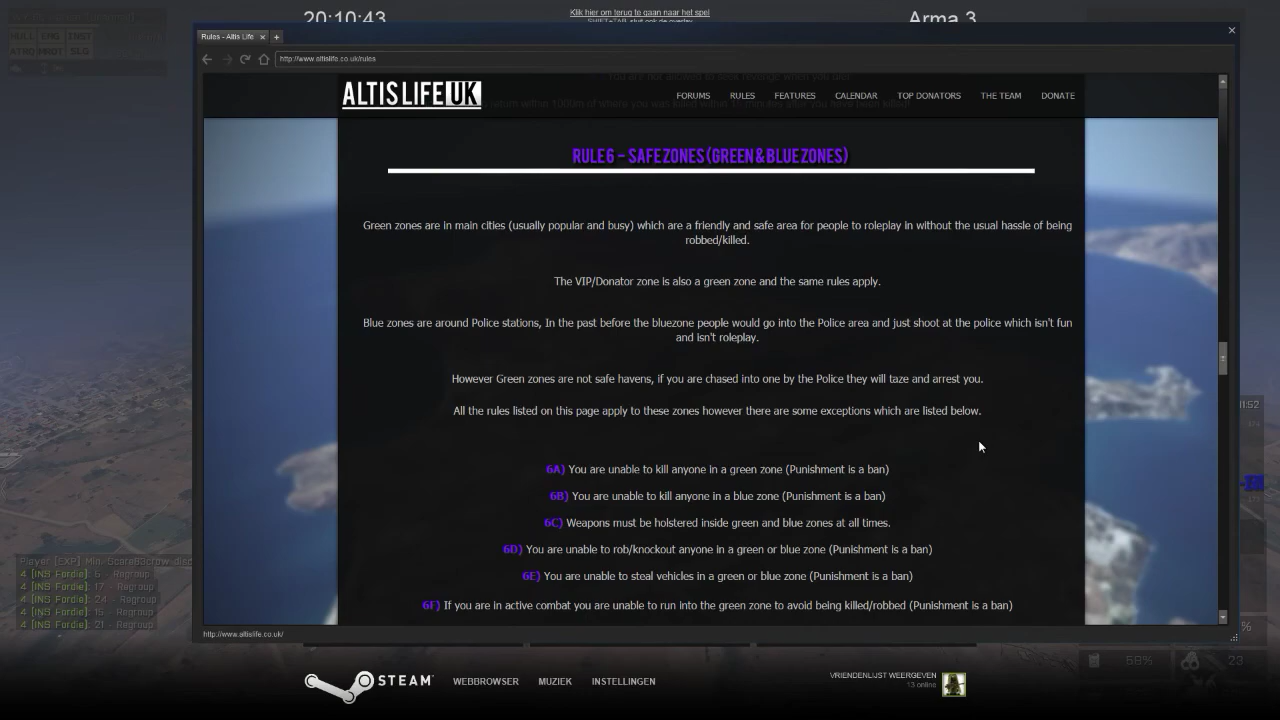 20:10:43
Klik hier om terug te gaan naar het spel
Arma 3
Rules - Altis Life
http://www.altislife.co.uk/rules
ALTIS LIFE UK
FORUMS RULES FEATURES CALENDAR TOP DONATORS THE TEAM DONATE
RULE 6 – SAFE ZONES (GREEN & BLUE ZONES)
Green zones are in main cities (usually popular and busy) which are a friendly and safe area for people to roleplay in without the usual hassle of being
robbed/killed.
The VIP/Donator zone is also a green zone and the same rules apply.
Blue zones are around Police stations, In the past before the bluezone people would go into the Police area and just shoot at the police which isn't fun
and isn't roleplay.
However Green zones are not safe havens, if you are chased into one by the Police they will taze and arrest you.
All the rules listed on this page apply to these zones however there are some exceptions which are listed below.
6A) You are unable to kill anyone in a green zone (Punishment is a ban)
6B) You are unable to kill anyone in a blue zone (Punishment is a ban)
6C) Weapons must be holstered inside green and blue zones at all times.
6D) You are unable to rob/knockout anyone in a green or blue zone (Punishment is a ban)
6E) You are unable to steal vehicles in a green or blue zone (Punishment is a ban)
6F) If you are in active combat you are unable to run into the green zone to avoid being killed/robbed (Punishment is a ban)
4 [INS Fordie]: 6 - Regroup
4 [INS Fordie]: 17 - Regroup
4 [INS Fordie]: 24 - Regroup
4 [INS Fordie]: 15 - Regroup
4 [INS Fordie]: 21 - Regroup
http://www.altislife.co.uk/
STEAM
WEBBROWSER MUZIEK INSTELLINGEN
VRIENDENLIJST WEERGEVEN
13 online
58%
23